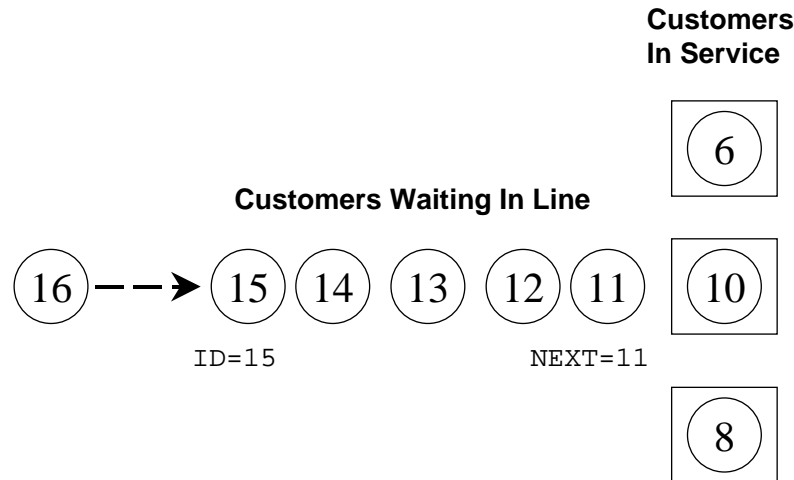 Customers
In Service
6
Customers Waiting In Line
16 15 14 13 12 11 10
ID=15 NEXT=11
8